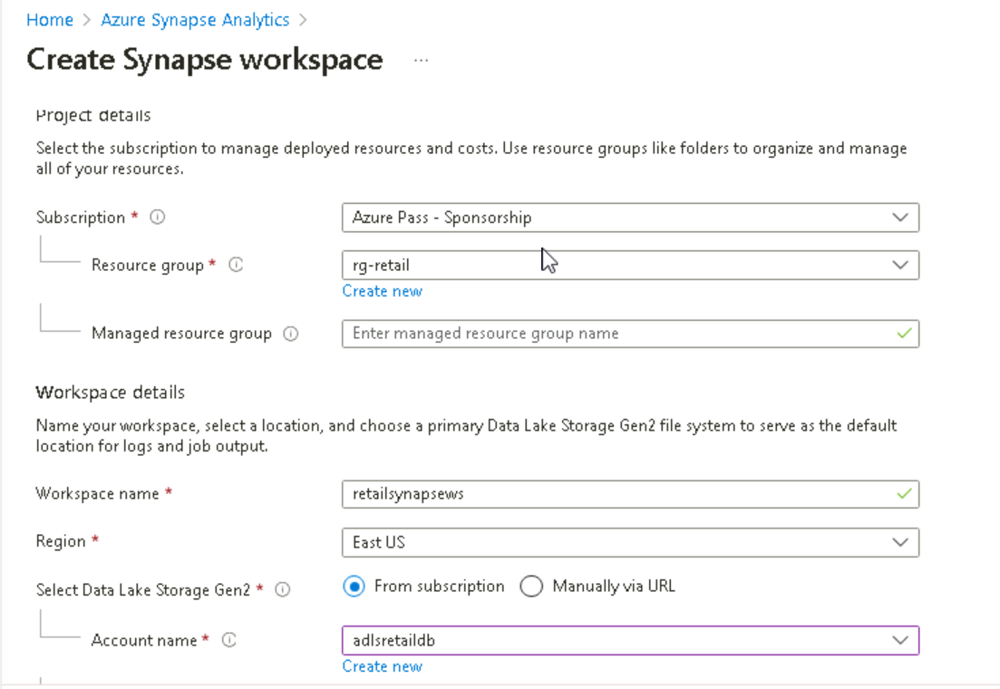 Home > Azure Synapse Analytics >
Create Synapse workspace ...
Project details
Select the subscription to manage deployed resources and costs. Use resource groups like folders to organize and manage
all of your resources.
Subscription *
Azure Pass - Sponsorship
Resource group *
rg-retail
Create new
Managed resource group
Enter managed resource group name
Workspace details
Name your workspace, select a location, and choose a primary Data Lake Storage Gen2 file system to serve as the default
location for logs and job output.
Workspace name *
retailsynapsews
Region *
East US
Select Data Lake Storage Gen2 *
From subscription
Manually via URL
Account name *
adlsretaildb
Create new